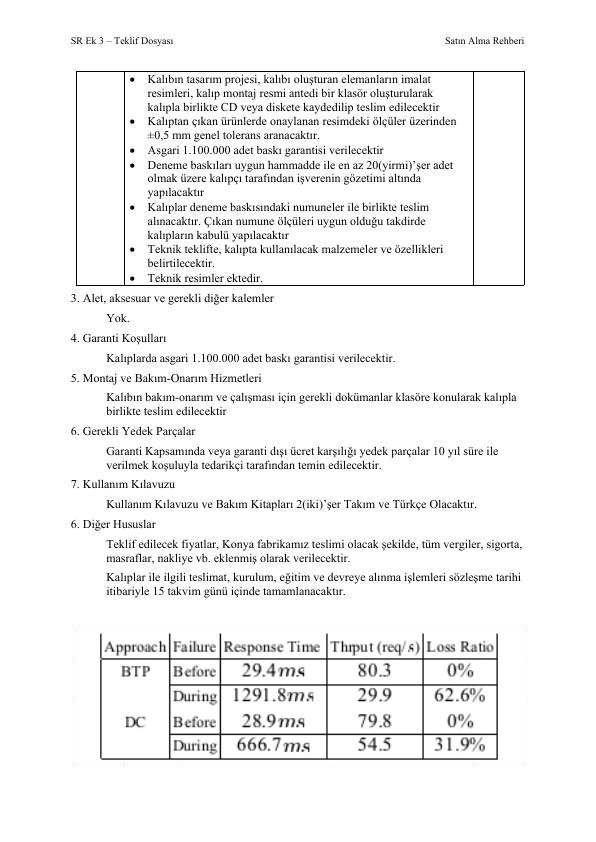 SR Ek 3 – Teklif Dosyası Satın Alma Rehberi
• Kalıbın tasarım projesi, kalıbı oluşturan elemanların imalat
resimleri, kalıp montaj resmi antedi bir klasör oluşturularak
kalıpla birlikte CD veya diskete kaydedilip teslim edilecektir
• Kalıptan çıkan ürünlerde onaylanan resimdeki ölçüler üzerinden
±0,5 mm genel tolerans aranacaktır.
• Asgari 1.100.000 adet baskı garantisi verilecektir
• Deneme baskıları uygun hammadde ile en az 20(yirmi)’şer adet
olmak üzere kalıpçı tarafından işverenin gözetimi altında
yapılacaktır
• Kalıplar deneme baskısındaki numuneler ile birlikte teslim
alınacaktır. Çıkan numune ölçüleri uygun olduğu takdirde
kalıpların kabulü yapılacaktır
• Teknik teklifte, kalıpta kullanılacak malzemeler ve özellikleri
belirtilecektir.
• Teknik resimler ektedir.
3. Alet, aksesuar ve gerekli diğer kalemler
Yok.
4. Garanti Koşulları
Kalıplarda asgari 1.100.000 adet baskı garantisi verilecektir.
5. Montaj ve Bakım-Onarım Hizmetleri
Kalıbın bakım-onarım ve çalışması için gerekli dokümanlar klasöre konularak kalıpla
birlikte teslim edilecektir
6. Gerekli Yedek Parçalar
Garanti Kapsamında veya garanti dışı ücret karşılığı yedek parçalar 10 yıl süre ile
verilmek koşuluyla tedarikçi tarafından temin edilecektir.
7. Kullanım Kılavuzu
Kullanım Kılavuzu ve Bakım Kitapları 2(iki)’şer Takım ve Türkçe Olacaktır.
6. Diğer Hususlar
Teklif edilecek fiyatlar, Konya fabrikamız teslimi olacak şekilde, tüm vergiler, sigorta,
masraflar, nakliye vb. eklenmiş olarak verilecektir.
Kalıplar ile ilgili teslimat, kurulum, eğitim ve devreye alınma işlemleri sözleşme tarihi
itibariyle 15 takvim günü içinde tamamlanacaktır.
Approach Failure Response Time Thrput (req/s) Loss Ratio
BTP Before 29.4ms 80.3 0%
During 1291.8ms 29.9 62.6%
DC Before 28.9ms 79.8 0%
During 666.7ms 54.5 31.9%